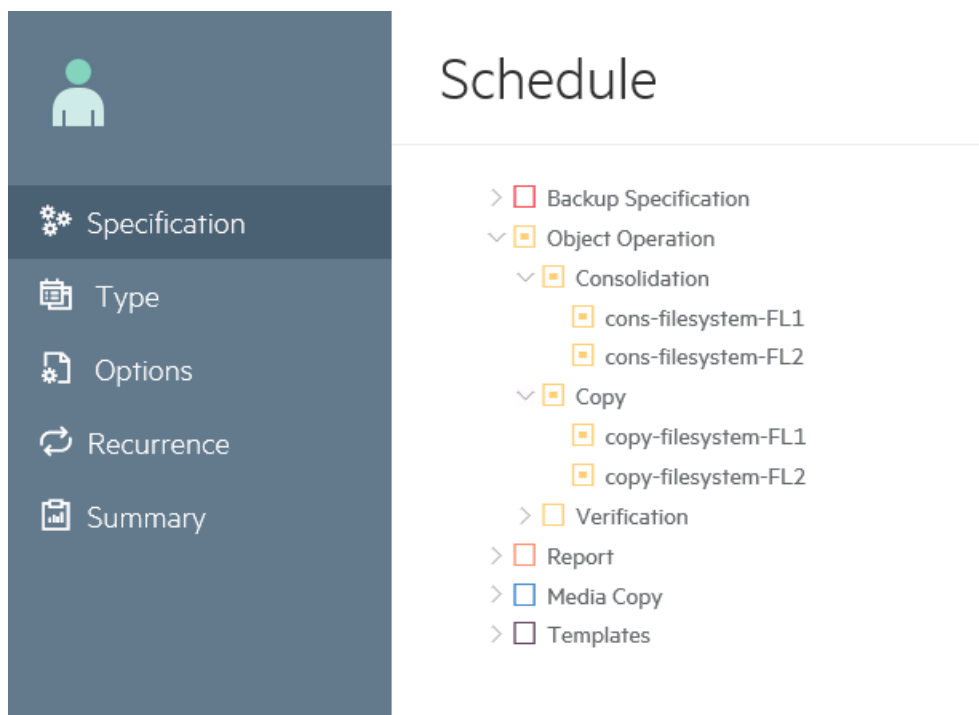 Schedule
Specification
Type
Options
Recurrence
Summary
Backup Specification
Object Operation
Consolidation
cons-filesystem-FL1
cons-filesystem-FL2
Copy
copy-filesystem-FL1
copy-filesystem-FL2
Verification
Report
Media Copy
Templates